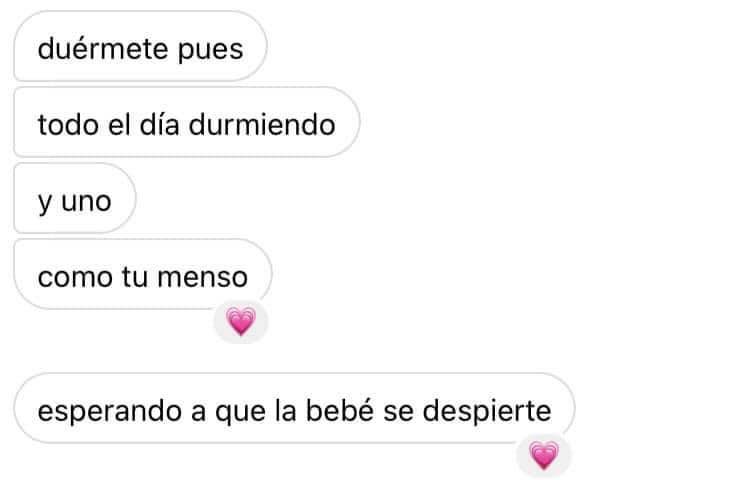 duérmete pues
todo el día durmiendo
y uno
como tu menso
esperando a que la bebé se despierte